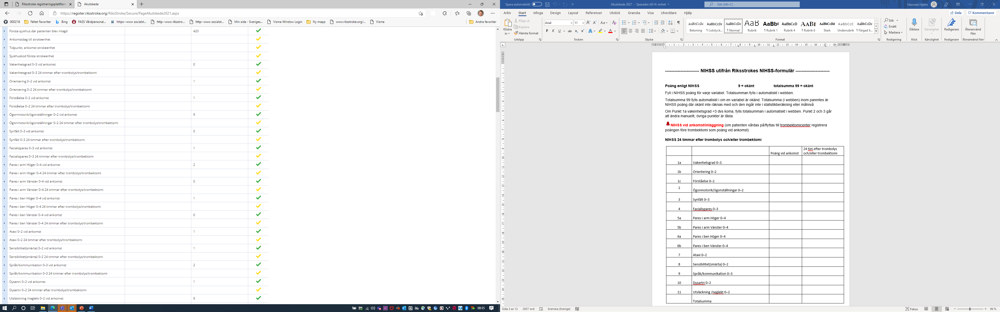 Riksstroke registreringsplattform
Akutskede
https://register.riksstroke.org/RiksStroke/Secure/PageAkutskede2021.aspx
000218
Fältet Favoriter
Bing
FASS Vårdpersonal...
https--www socialst...
http--www riksstro...
http--www socialst...
Min sida - Sveriges...
Visma Window Login
Ny mapp
www.riksstroke.org/...
Visma
Andra favoriter
Första sjukhus där patienten blev inlagd 420
Ankomstdag till strokeenhet
Tidpunkt, ankomst strokeenhet
Sjukhuskod första strokeenhet
Vakenhetsgrad 0–3 vid ankomst 0
Vakenhetsgrad 0–3 24 timmar efter trombolys/trombektomi
Orientering 0–2 vid ankomst 1
Orientering 0–2 24 timmar efter trombolys/trombektomi
Förståelse 0–2 vid ankomst 1
Förståelse 0–2 24 timmar efter trombolys/trombektomi
Ögonmotorik/ögonställningar 0–2 vid ankomst 9
Ögonmotorik/ögonställningar 0–2 24 timmar efter trombolys/trombektomi
Synfält 0–3 vid ankomst 0
Synfält 0–3 24 timmar efter trombolys/trombektomi
Facialispares 0–3 vid ankomst 1
Facialispares 0–3 24 timmar efter trombolys/trombektomi
Pares i arm Höger 0–4 vid ankomst 2
Pares i arm Höger 0–4 24 timmar efter trombolys/trombektomi
Pares i arm Vänster 0–4 vid ankomst 0
Pares i arm Vänster 0–4 24 timmar efter trombolys/trombektomi
Pares i ben Höger 0–4 vid ankomst 1
Pares i ben Höger 0–4 24 timmar efter trombolys/trombektomi
Pares i ben Vänster 0–4 vid ankomst 0
Pares i ben Vänster 0–4 24 timmar efter trombolys/trombektomi
Ataxi 0–2 vid ankomst 1
Ataxi 0–2 24 timmar efter trombolys/trombektomi
Sensibilitet(smärta) 0–2 vid ankomst 1
Sensibilitet(smärta) 0–2 24 timmar efter trombolys/trombektomi
Språk/kommunikation 0–3 vid ankomst 2
Språk/kommunikation 0–3 24 timmar efter trombolys/trombektomi
Dysartri 0–2 vid ankomst 1
Dysartri 0–2 24 timmar efter trombolys/trombektomi
Utsläckning /neglekt 0–2 vid ankomst 9
08:35
Spara automatiskt
Akutskede 2021 - Sparades till H:-enhet
Sök (Alt+C)
Hannele Hjelm
Arkiv Start Infoga Design Layout Referenser Utskick Granska Visa Utvecklare Hjälp
Dela
Kommentarer
Klistra in
Klipp ut
Kopiera
Hämta format
Urklipp
Arial 11
F K U
Tecken
Stycke
AaBbCcDc Betoning
AaBbCcDc ¶ Liststyck...
AaBbCcDc ¶ Normal
AaB Rubrik
AaBb( ¶ Rubrik 1
AaBbCcD Rubrik 4
AaBb ¶ Rubrik 6
AaBbCcDd Stark
AaBbCcD Underrubrik
AaBbCcDd ¶ Färgad li...
Format
Sök
Ersätt
Markera
Redigering
Diktera
Röst
Känslighet
Känslighet
Redigerare
Redigerare
Återanvänd filer
Återanvänd filer
---------------------- NIHSS utifrån Riksstrokes NIHSS-formulär ----------------------
Poäng enligt NIHSS 9 = okänt totalsumma 99 = okänt
Fyll i NIHSS poäng för varje variabel. Totalsumman fylls i automatiskt i webben.
Totalsumma 99 fylls automatiskt i om en variabel är okänd. Totalsumma (i webben) inom parentes är
NIHSS poäng där okänt inte räknas med och den ingår inte i statistikberäkning eller målnivå
Om Punkt 1a vakenhetsgrad =3 dvs koma, fylls totalsumman i automatiskt i webben. Punkt 2 och 3 går
att ändra manuellt, övriga punkter är låsta.
NIHSS vid ankomst/inläggning (om patienten vårdas på/flyttas till trombektomicenter registrera
poängen före trombektomi som poäng vid ankomst)
NIHSS 24 timmar efter trombolys och/eller trombektomi
Poäng vid ankomst
24 tim efter trombolys
och/eller trombektomi
1a Vakenhetsgrad 0–3
1b Orientering 0–2
1c Förståelse 0–2
2 Ögonmotorik/ögonställningar 0–2
3 Synfält 0–3
4 Facialispares 0–3
5a Pares i arm Höger 0–4
5b Pares i arm Vänster 0–4
6a Pares i ben Höger 0–4
6b Pares i ben Vänster 0–4
7 Ataxi 0–2
8 Sensibilitet(smärta) 0–2
9 Språk/kommunikation 0–3
10 Dysartri 0–2
11 Utsläckning /neglekt 0–2
Totalsumma
Sida 3 av 12 2837 ord Svenska (Sverige)
Fokus
96 %